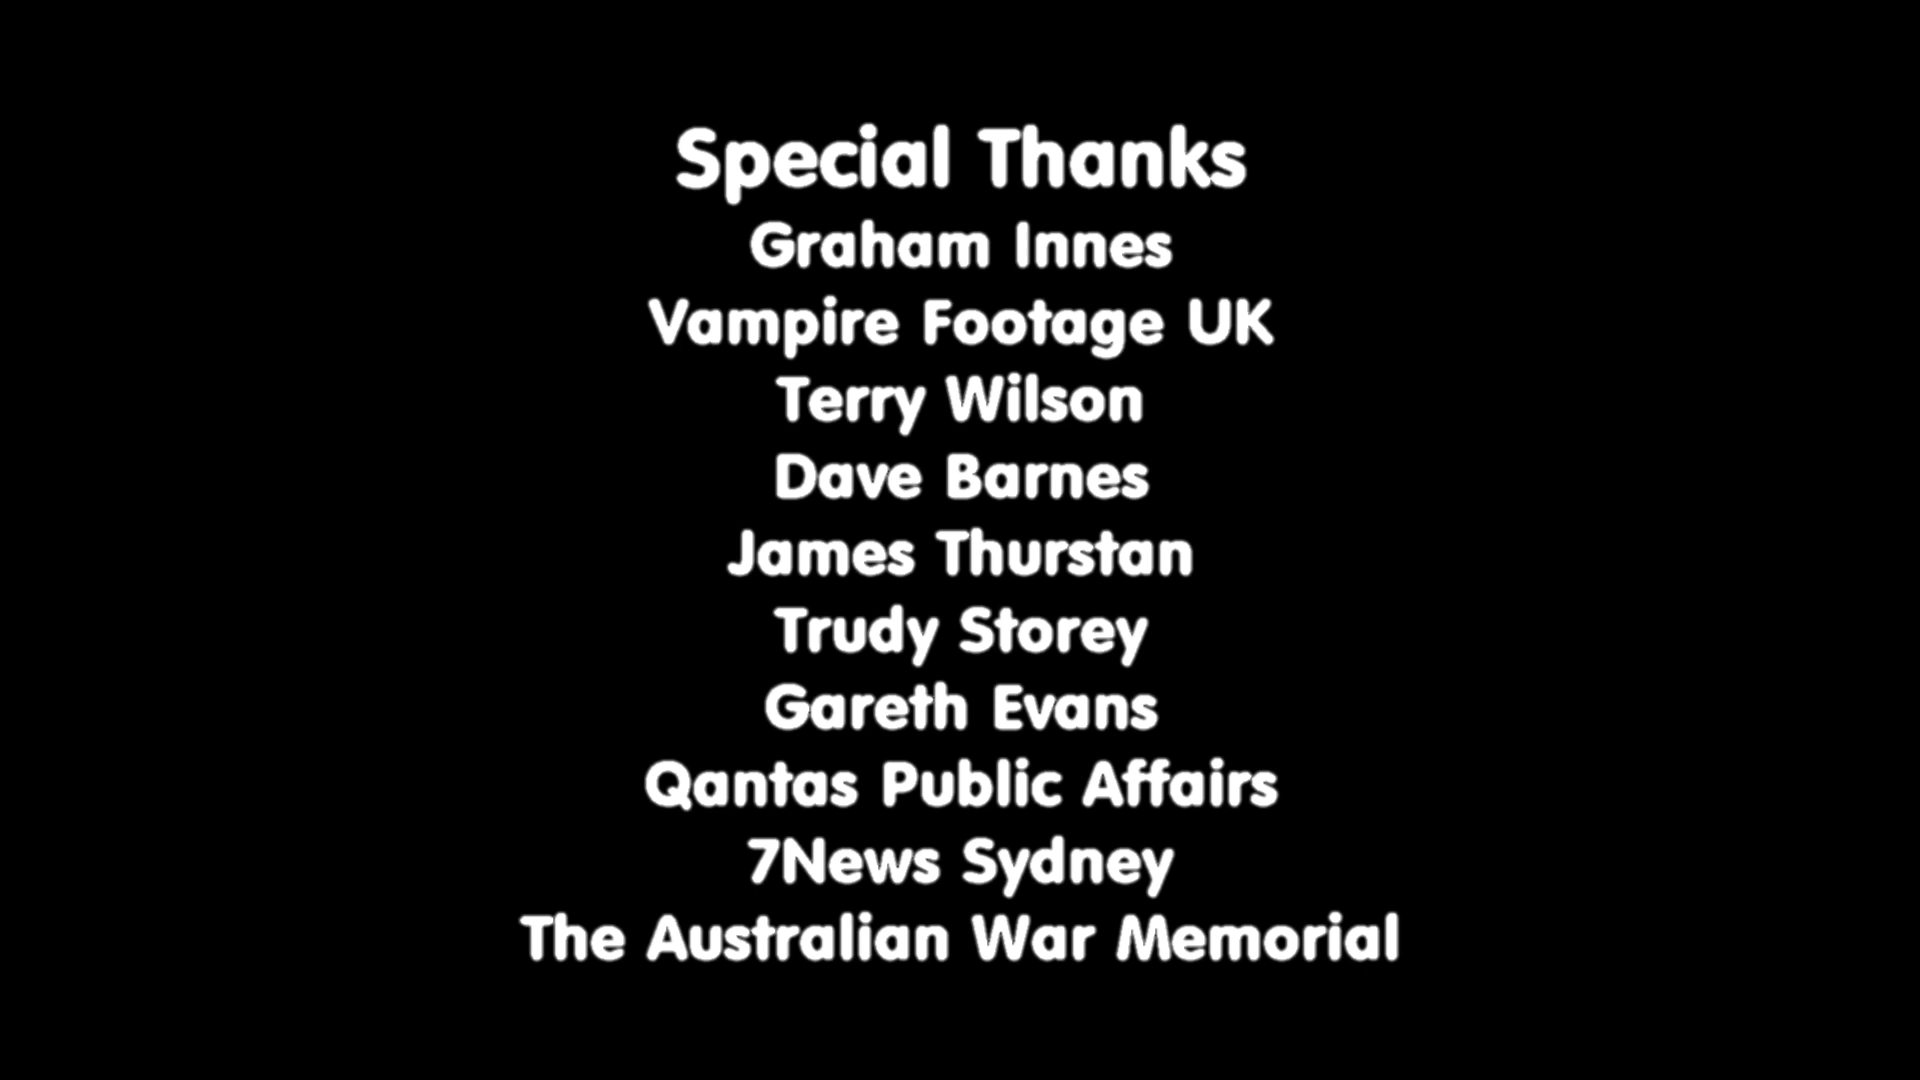 Special Thanks
Graham Innes
Vampire Footage UK
Terry Wilson
Dave Barnes
James Thurstan
Trudy Storey
Gareth Evans
Qantas Public Affairs
7News Sydney
The Australian War Memorial